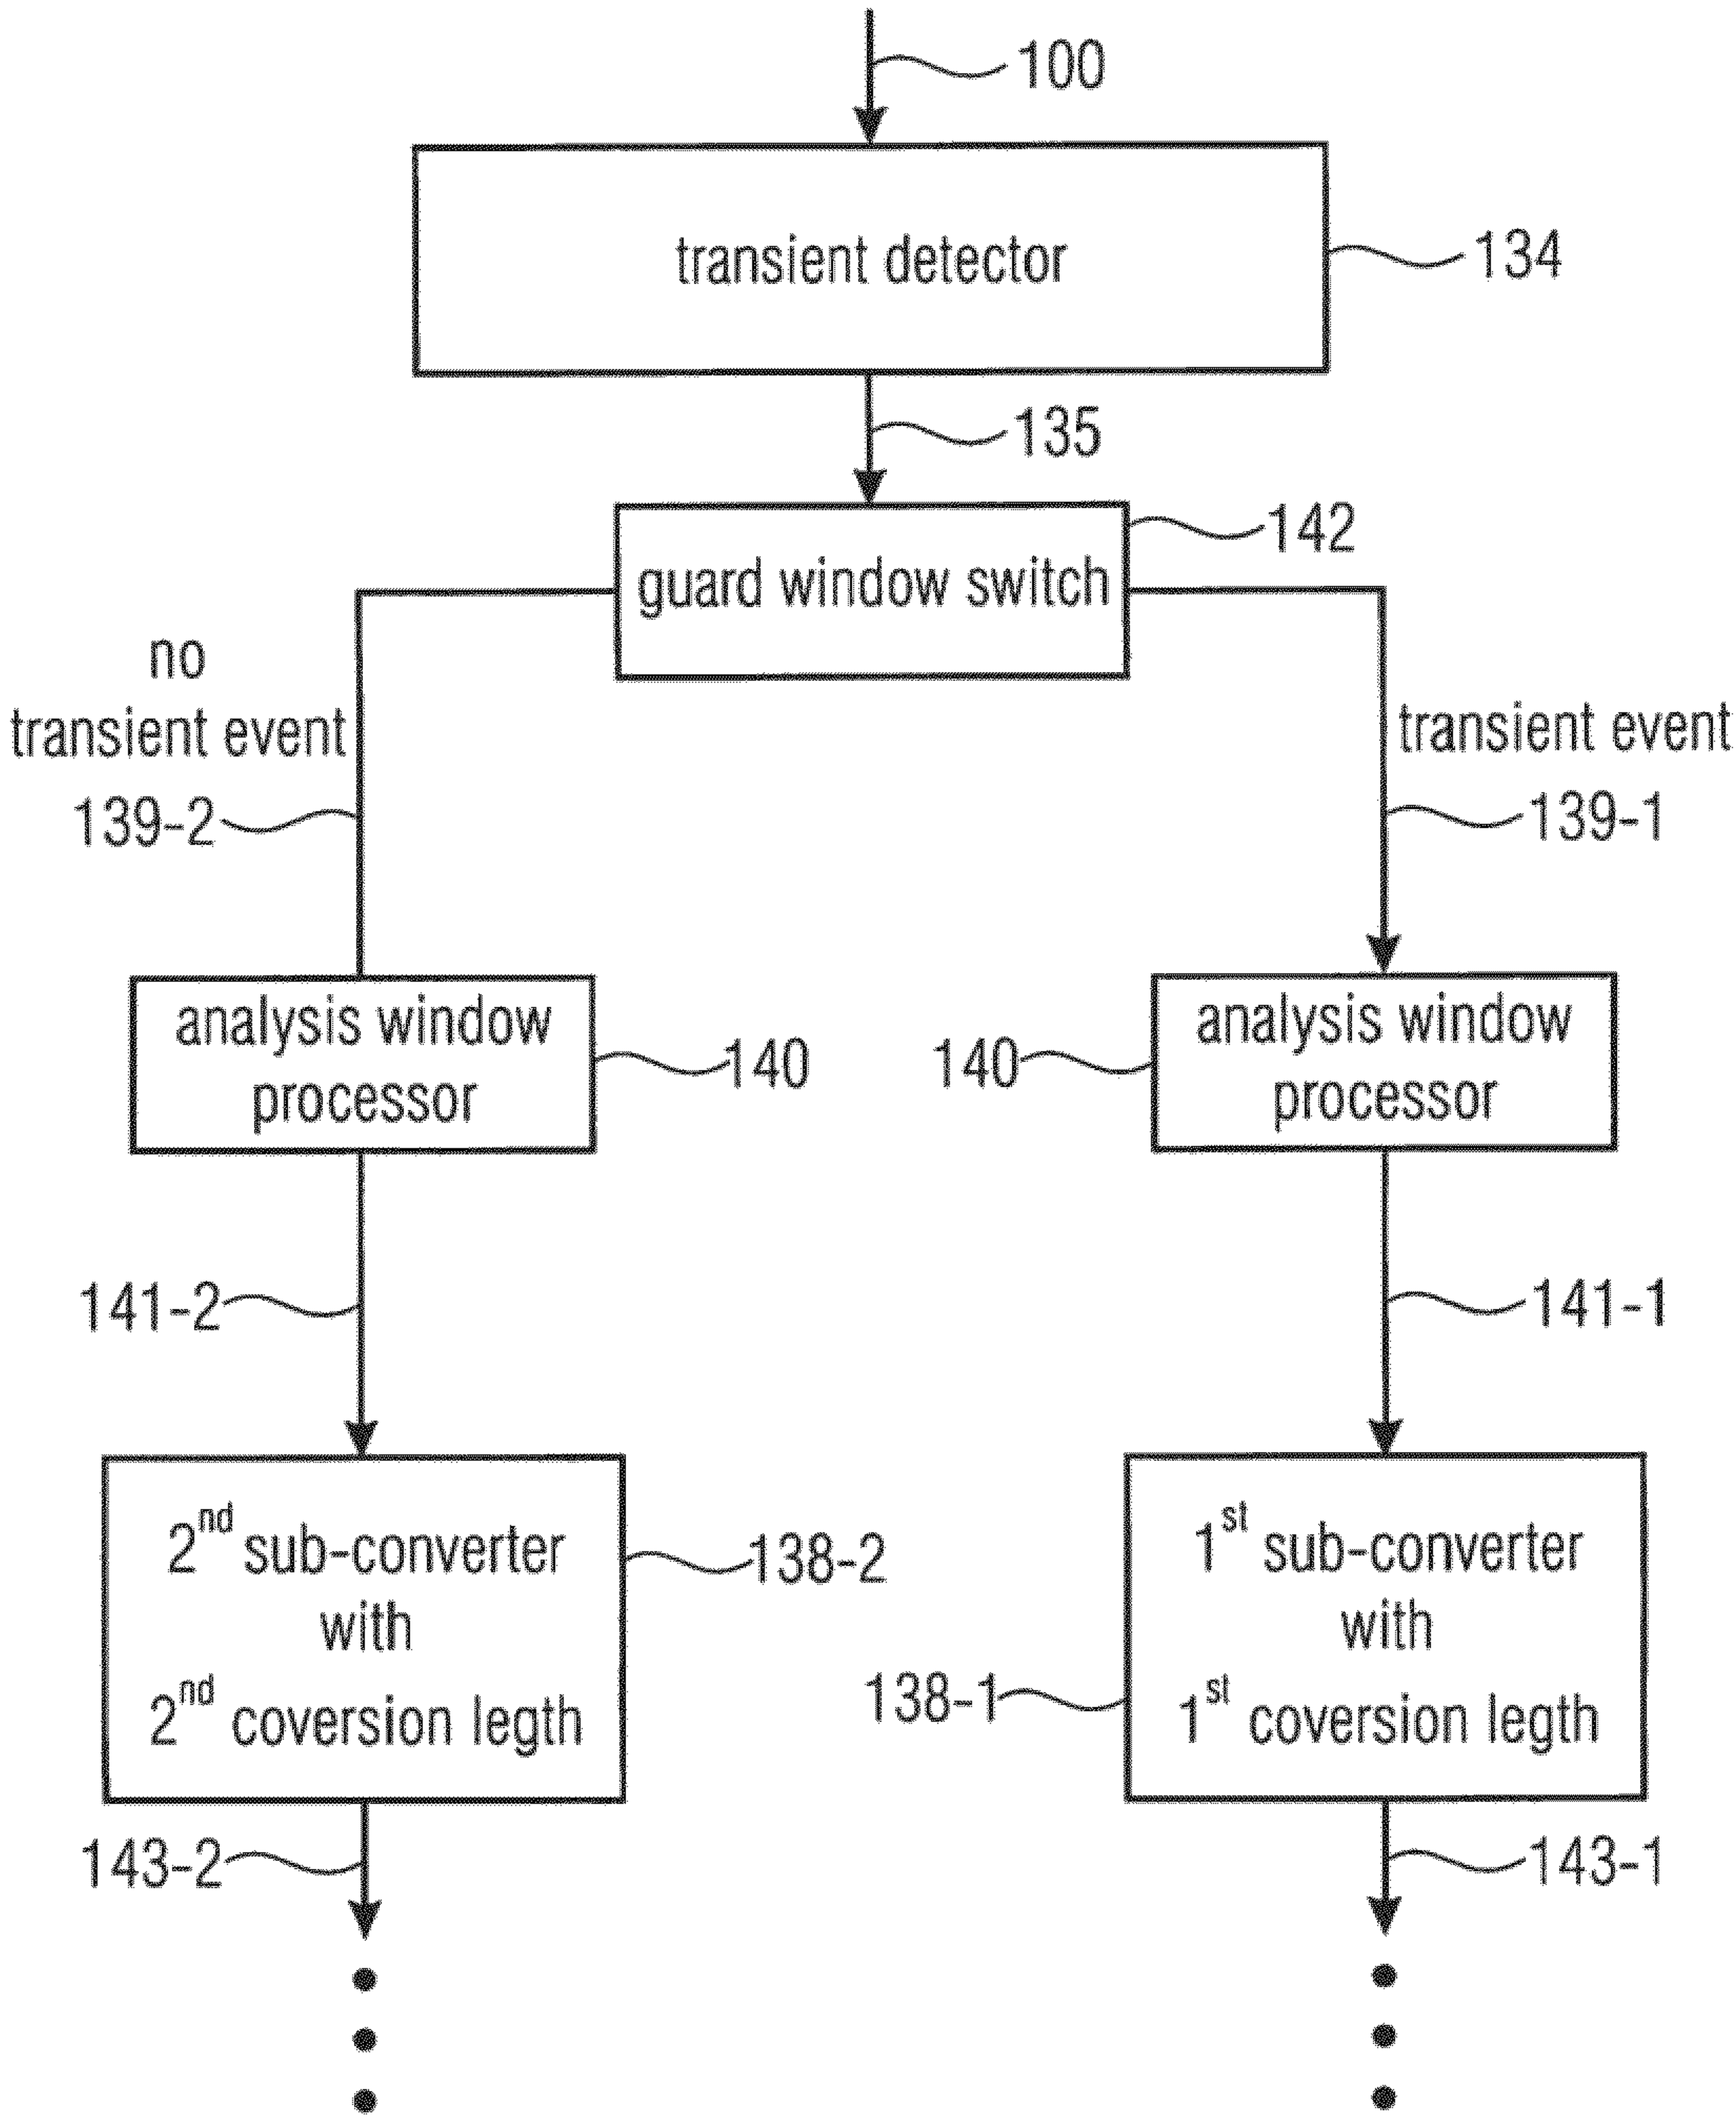 100
transient detector
134
135
142
guard window switch
no
transient event
139-2
transient event
139-1
analysis window
processor
140
140
analysis window
processor
141-2
141-1
2nd sub-converter
with
2nd coversion legth
138-2
138-1
1st sub-converter
with
1st coversion legth
143-2
143-1